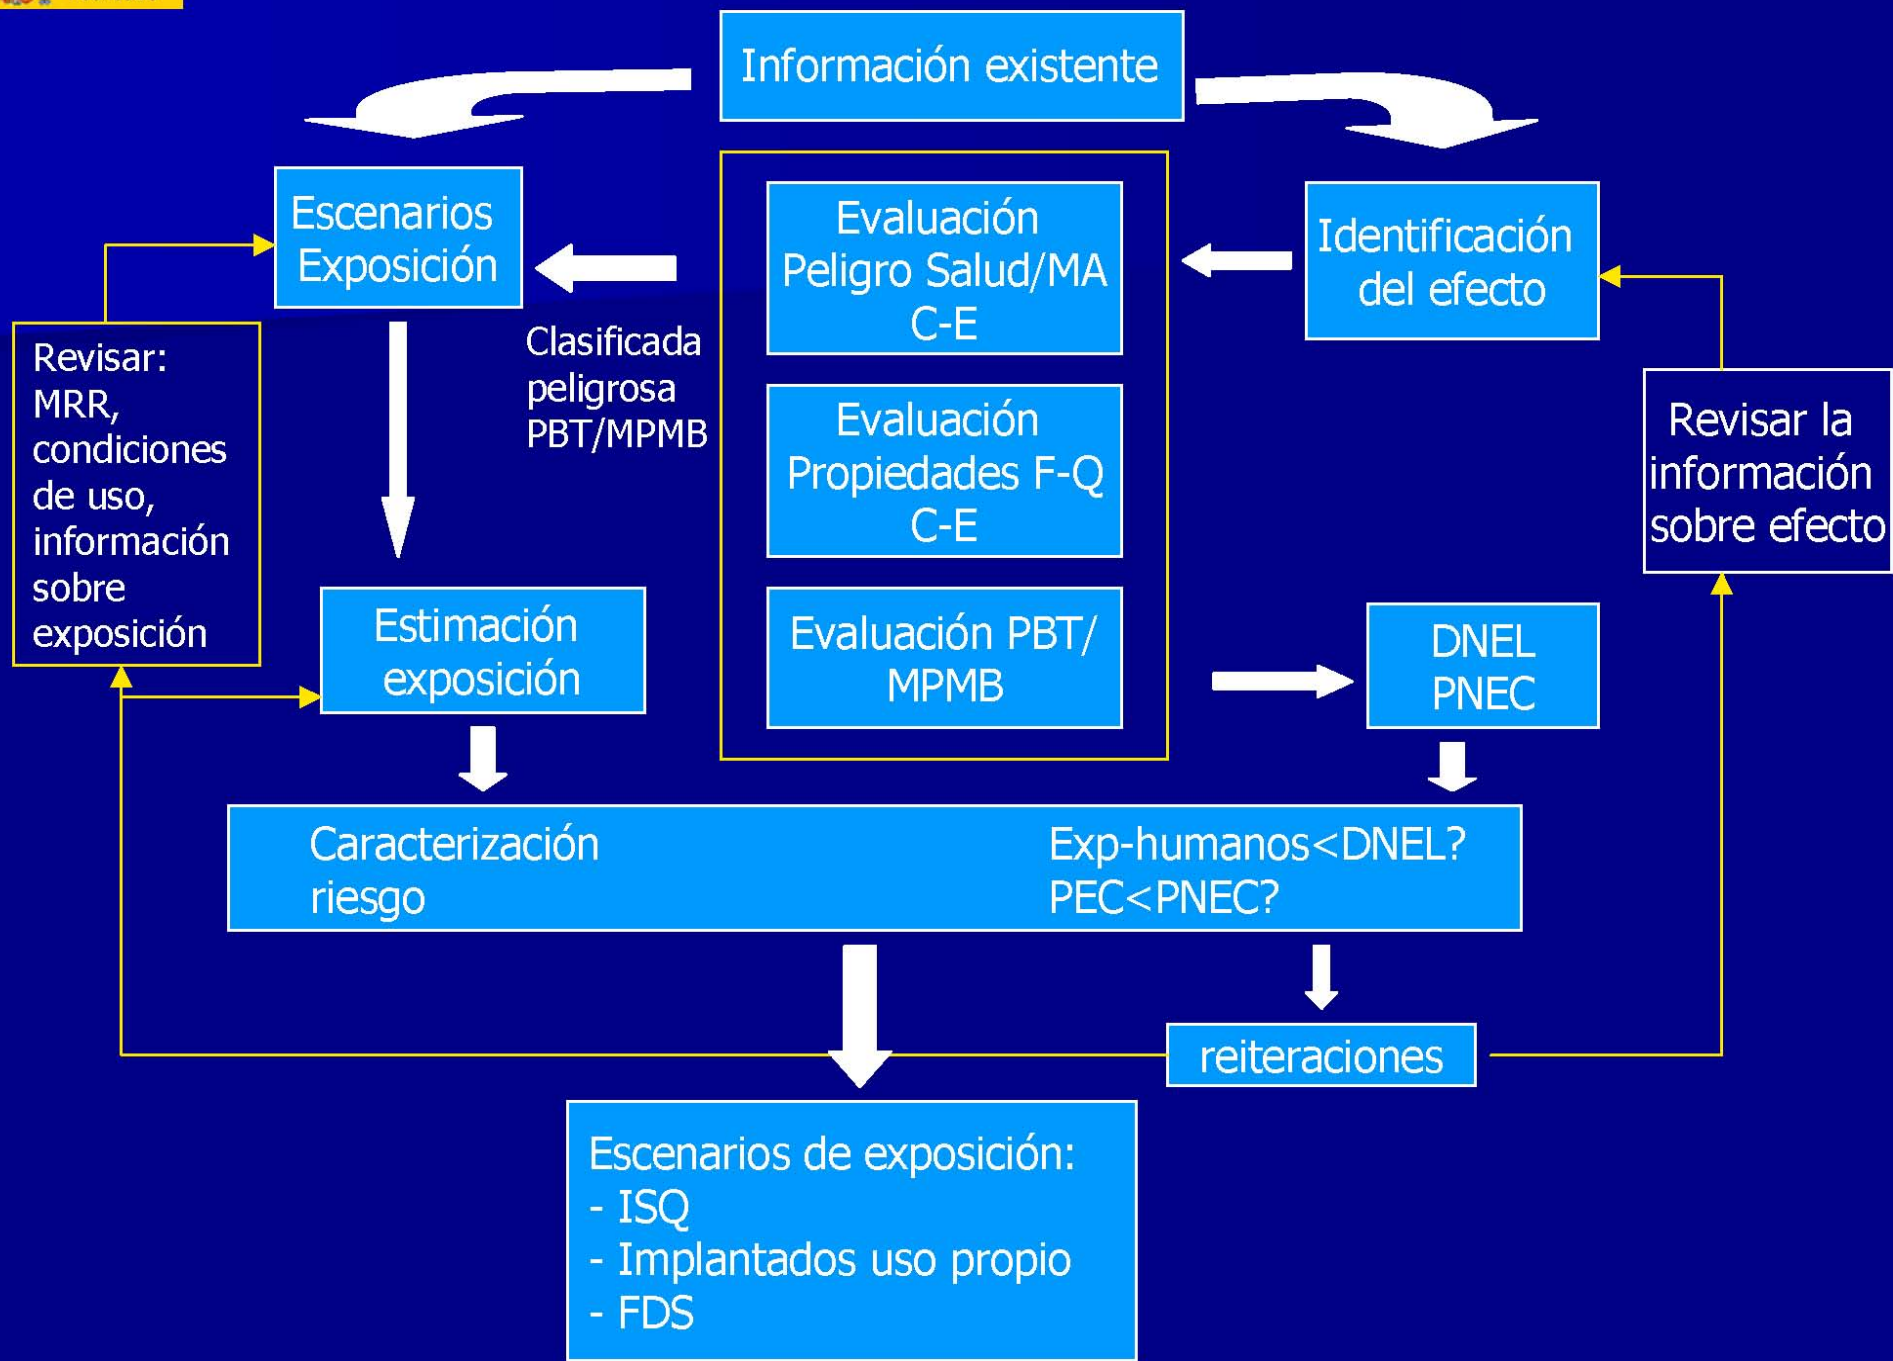 Información existente
Escenarios
Exposición
Evaluación
Peligro Salud/MA
C-E
Identificación
del efecto
Clasificada
peligrosa
PBT/MPMB
Revisar:
MRR,
condiciones
de uso,
información
sobre
exposición
Evaluación
Propiedades F-Q
C-E
Revisar la
información
sobre efecto
Estimación
exposición
Evaluación PBT/
MPMB
DNEL
PNEC
Caracterización
riesgo
Exp-humanos<DNEL?
PEC<PNEC?
reiteraciones
Escenarios de exposición:
- ISQ
- Implantados uso propio
- FDS